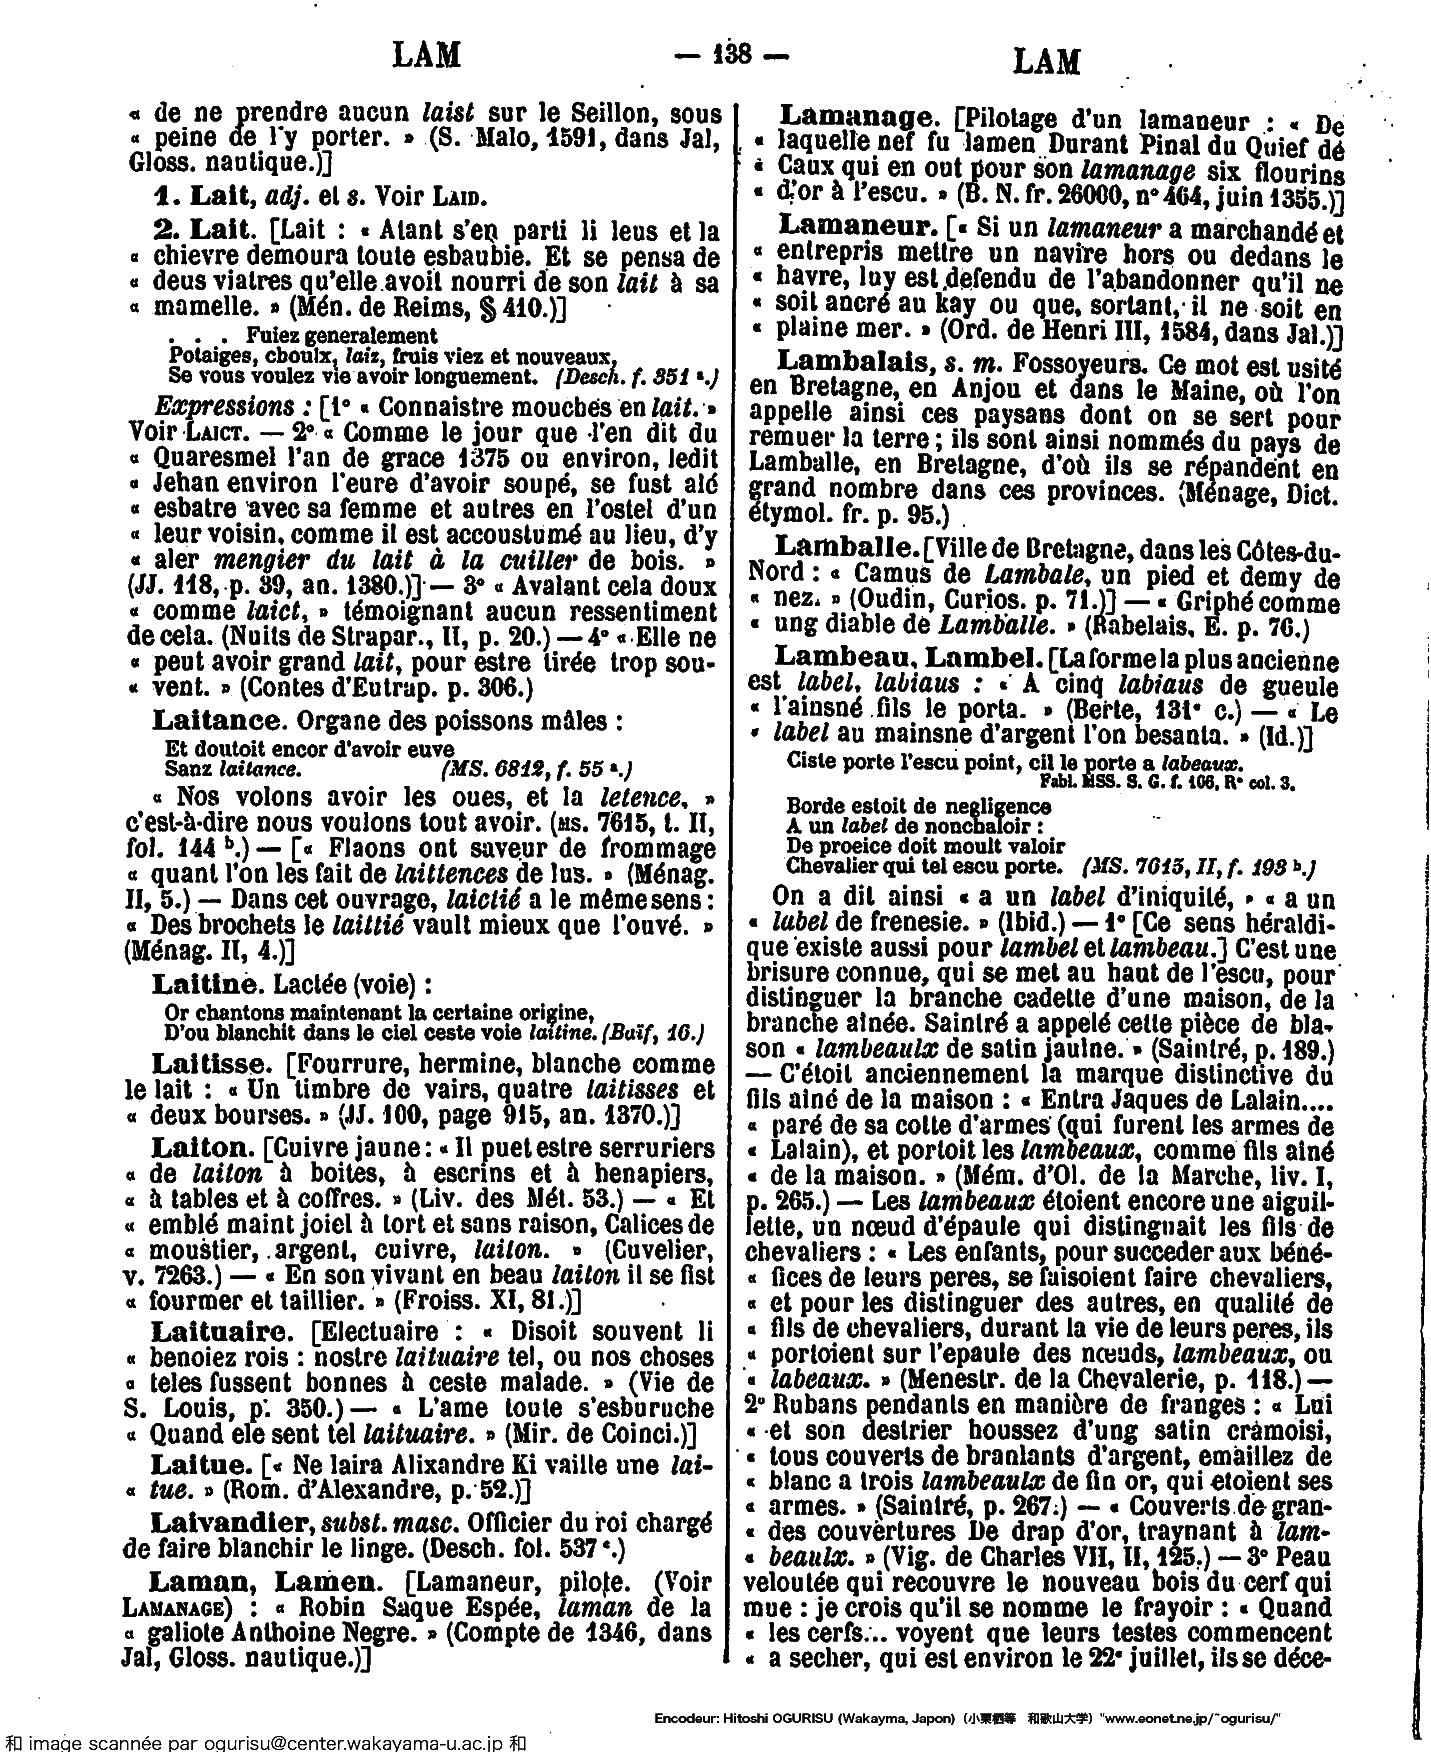 LAM — 138 — LAM
« de ne prendre aucun laist sur le Seillon, sous
« peine de l'y porter. » (S. Malo, 1591, dans Jal,
Gloss. nautique.)]
1. Lait, adj. et s. Voir LAID.
2. Lait. [Lait : « Atant s'en parti li leus et la
« chievre demoura toute esbaubie. Et se pensa de
« deus viatres qu'elle avoit nourri de son lait à sa
« mamelle. » (Mén. de Reims, § 410.)]
. . . Fuiez generalement
Potaiges, choulx, laiz, fruis viez et nouveaux,
Se vous voulez vie avoir longuement. (Desch. f. 351 a.)
Expressions : [1° « Connaistre mouches en lait. »
Voir LAICT. — 2° « Comme le jour que l'en dit du
« Quaresmel l'an de grace 1375 ou environ, ledit
« Jehan environ l'eure d'avoir soupé, se fust alé
« esbatre avec sa femme et autres en l'ostel d'un
« leur voisin, comme il est accoustumé au lieu, d'y
« aler mengier du lait à la cuiller de bois. »
(JJ. 118, p. 39, an. 1380.)] — 3° « Avalant cela doux
« comme laict, » témoignant aucun ressentiment
de cela. (Nuits de Strapar., II, p. 20.) — 4° « Elle ne
« peut avoir grand lait, pour estre tirée trop sou-
« vent. » (Contes d'Eutrap. p. 306.)
Laitance. Organe des poissons mâles :
Et doutoit encor d'avoir euve
Sanz laitance. (MS. 6812, f. 55 a.)
« Nos volons avoir les oues, et la letence, »
c'est-à-dire nous voulons tout avoir. (MS. 7615, t. II,
fol. 144 b.) — [« Flaons ont saveur de frommage
« quant l'on les fait de laittences de lus. » (Ménag.
II, 5.) — Dans cet ouvrage, laictié a le même sens :
« Des brochets le laittié vault mieux que l'ouvé. »
(Ménag. II, 4.)]
Laitine. Lactée (voie) :
Or chantons maintenant la certaine origine,
D'ou blanchit dans le ciel ceste voie laitine. (Baïf, 16.)
Laitisse. [Fourrure, hermine, blanche comme
le lait : « Un timbre de vairs, quatre laitisses et
« deux bourses. » (JJ. 100, page 915, an. 1370.)]
Laiton. [Cuivre jaune : « Il puet estre serruriers
« de laiton à boites, à escrins et à henapiers,
« à tables et à coffres. » (Liv. des Mét. 53.) — « Et
« emblé maint joiel à tort et sans raison, Calices de
« moustier, argent, cuivre, laiton. » (Cuvelier,
v. 7263.) — « En son vivant en beau laiton il se fist
« fourmer et taillier. » (Froiss. XI, 81.)]
Laituaire. [Electuaire : « Disoit souvent li
« benoiez rois : nostre laituaire tel, ou nos choses
« teles fussent bonnes à ceste malade. » (Vie de
S. Louis, p. 350.) — « L'ame toute s'esburuche
« Quand ele sent tel laituaire. » (Mir. de Coinci.)]
Laitue. [« Ne laira Alixandre Ki vaille une lai-
« tue. » (Rom. d'Alexandre, p. 52.)]
Laivandier, subst. masc. Officier du roi chargé
de faire blanchir le linge. (Desch. fol. 537 c.)
Laman, Lamen. [Lamaneur, pilote. (Voir
LAMANAGE) : « Robin Saque Espée, laman de la
« galiote Anthoine Negre. » (Compte de 1346, dans
Jal, Gloss. nautique.)]
Lamanage. [Pilotage d'un lamaneur : « De
« laquelle nef fu lamen Durant Pinal du Quief de
« Caux qui en out pour son lamanage six flourins
« d'or à l'escu. » (B. N. fr. 26000, n° 464, juin 1355.)]
Lamaneur. [« Si un lamaneur a marchandé et
« entrepris mettre un navire hors ou dedans le
« havre, luy est defendu de l'abandonner qu'il ne
« soit ancré au kay ou que, sortant, il ne soit en
« plaine mer. » (Ord. de Henri III, 1584, dans Jal.)]
Lambalais, s. m. Fossoyeurs. Ce mot est usité
en Bretagne, en Anjou et dans le Maine, où l'on
appelle ainsi ces paysans dont on se sert pour
remuer la terre ; ils sont ainsi nommés du pays de
Lamballe, en Bretagne, d'où ils se répandent en
grand nombre dans ces provinces. (Ménage, Dict.
étymol. fr. p. 95.)
Lamballe. [Ville de Bretagne, dans les Côtes-du-
Nord : « Camus de Lambale, un pied et demy de
« nez. » (Oudin, Curios. p. 71.)] — « Griphé comme
« ung diable de Lamballe. » (Rabelais, E. p. 76.)
Lambeau, Lambel. [La forme la plus ancienne
est label, labiaus : « A cinq labiaus de gueule
« l'ainsné fils le porta. » (Berte, 131e c.) — « Le
« label au mainsne d'argent l'on besanta. » (Id.)]
Ciste porte l'escu point, cil le porte a labeaux.
Fabl. MSS. S. G. f. 106, R° col. 3.
Borde estoit de negligence
A un label de nonchaloir :
De proeice doit moult valoir
Chevalier qui tel escu porte. (MS. 7615, II, f. 193 b.)
On a dit ainsi « a un label d'iniquité, » « a un
« label de frenesie. » (Ibid.) — 1° [Ce sens héraldi-
que existe aussi pour lambel et lambeau.] C'est une
brisure connue, qui se met au haut de l'escu, pour
distinguer la branche cadette d'une maison, de la
branche aînée. Saintré a appelé cette pièce de bla-
son « lambeaulx de satin jaulne. » (Saintré, p. 189.)
— C'étoit anciennement la marque distinctive du
fils aîné de la maison : « Entra Jaques de Lalain....
« paré de sa cotte d'armes (qui furent les armes de
« Lalain), et portoit les lambeaux, comme fils aîné
« de la maison. » (Mém. d'Ol. de la Marche, liv. I,
p. 265.) — Les lambeaux étoient encore une aiguil-
lette, un nœud d'épaule qui distinguait les fils de
chevaliers : « Les enfants, pour succeder aux béné-
« fices de leurs peres, se faisoient faire chevaliers,
« et pour les distinguer des autres, en qualité de
« fils de chevaliers, durant la vie de leurs peres, ils
« portoient sur l'epaule des nœuds, lambeaux, ou
« labeaux. » (Menestr. de la Chevalerie, p. 118.) —
2° Rubans pendants en manière de franges : « Lui
« et son destrier houssez d'ung satin cramoisi,
« tous couverts de branlants d'argent, emaillez de
« blanc a trois lambeaulx de fin or, qui etoient ses
« armes. » (Saintré, p. 267.) — « Couverts de gran-
« des couvertures De drap d'or, traynant à lam-
« beaulx. » (Vig. de Charles VII, II, 125.) — 3° Peau
veloutée qui recouvre le nouveau bois du cerf qui
mue : je crois qu'il se nomme le frayoir : « Quand
« les cerfs... voyent que leurs testes commencent
« a secher, qui est environ le 22e juillet, ils se déce-
Encodeur: Hitoshi OGURISU (Wakayma, Japon) (小栗栖等 和歌山大学) "www.eonet.ne.jp/~ogurisu/"
和 image scannée par ogurisu@center.wakayama-u.ac.jp 和